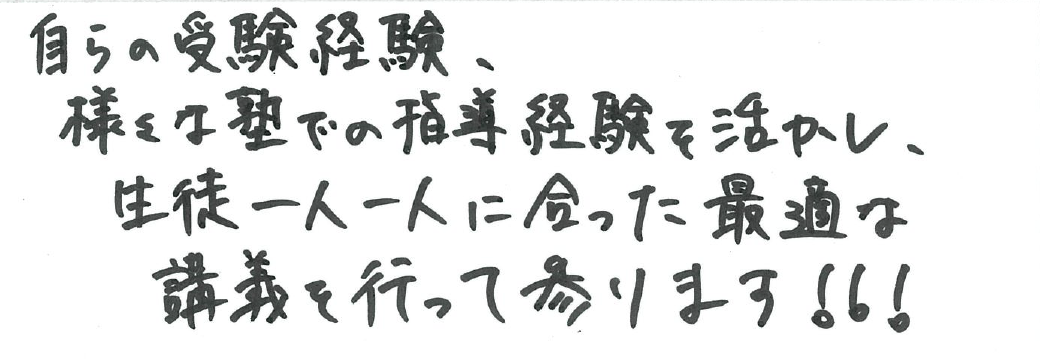 自らの受験経験、
様々な塾での指導経験を活かし、
生徒一人一人に合った最適な
講義を行って参ります!!!